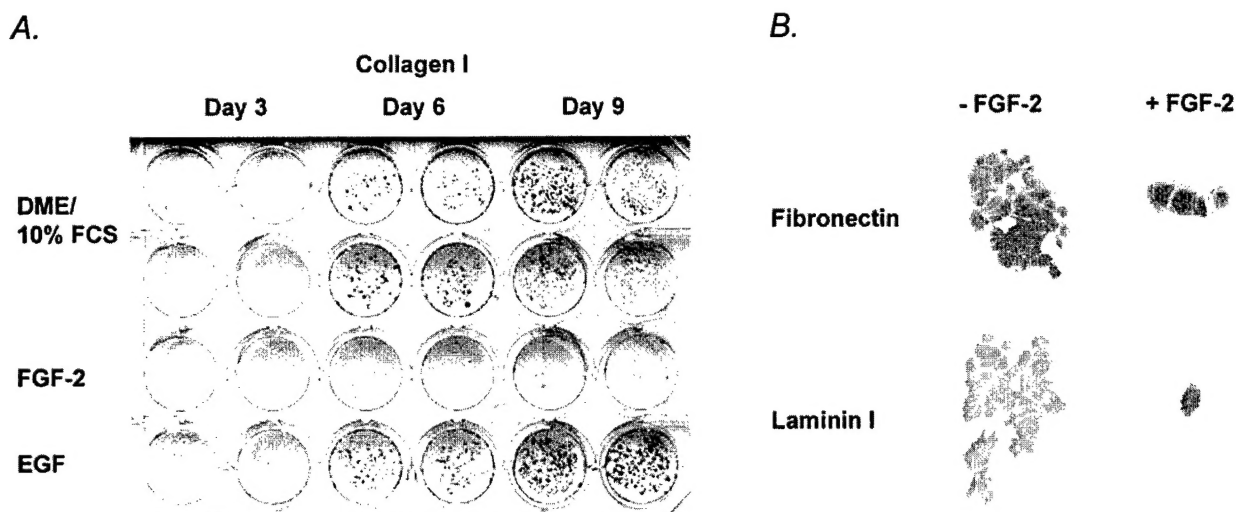 A.
Collagen I
Day 3 Day 6 Day 9
DME/
10% FCS
FGF-2
EGF
B.
- FGF-2 + FGF-2
Fibronectin
Laminin I